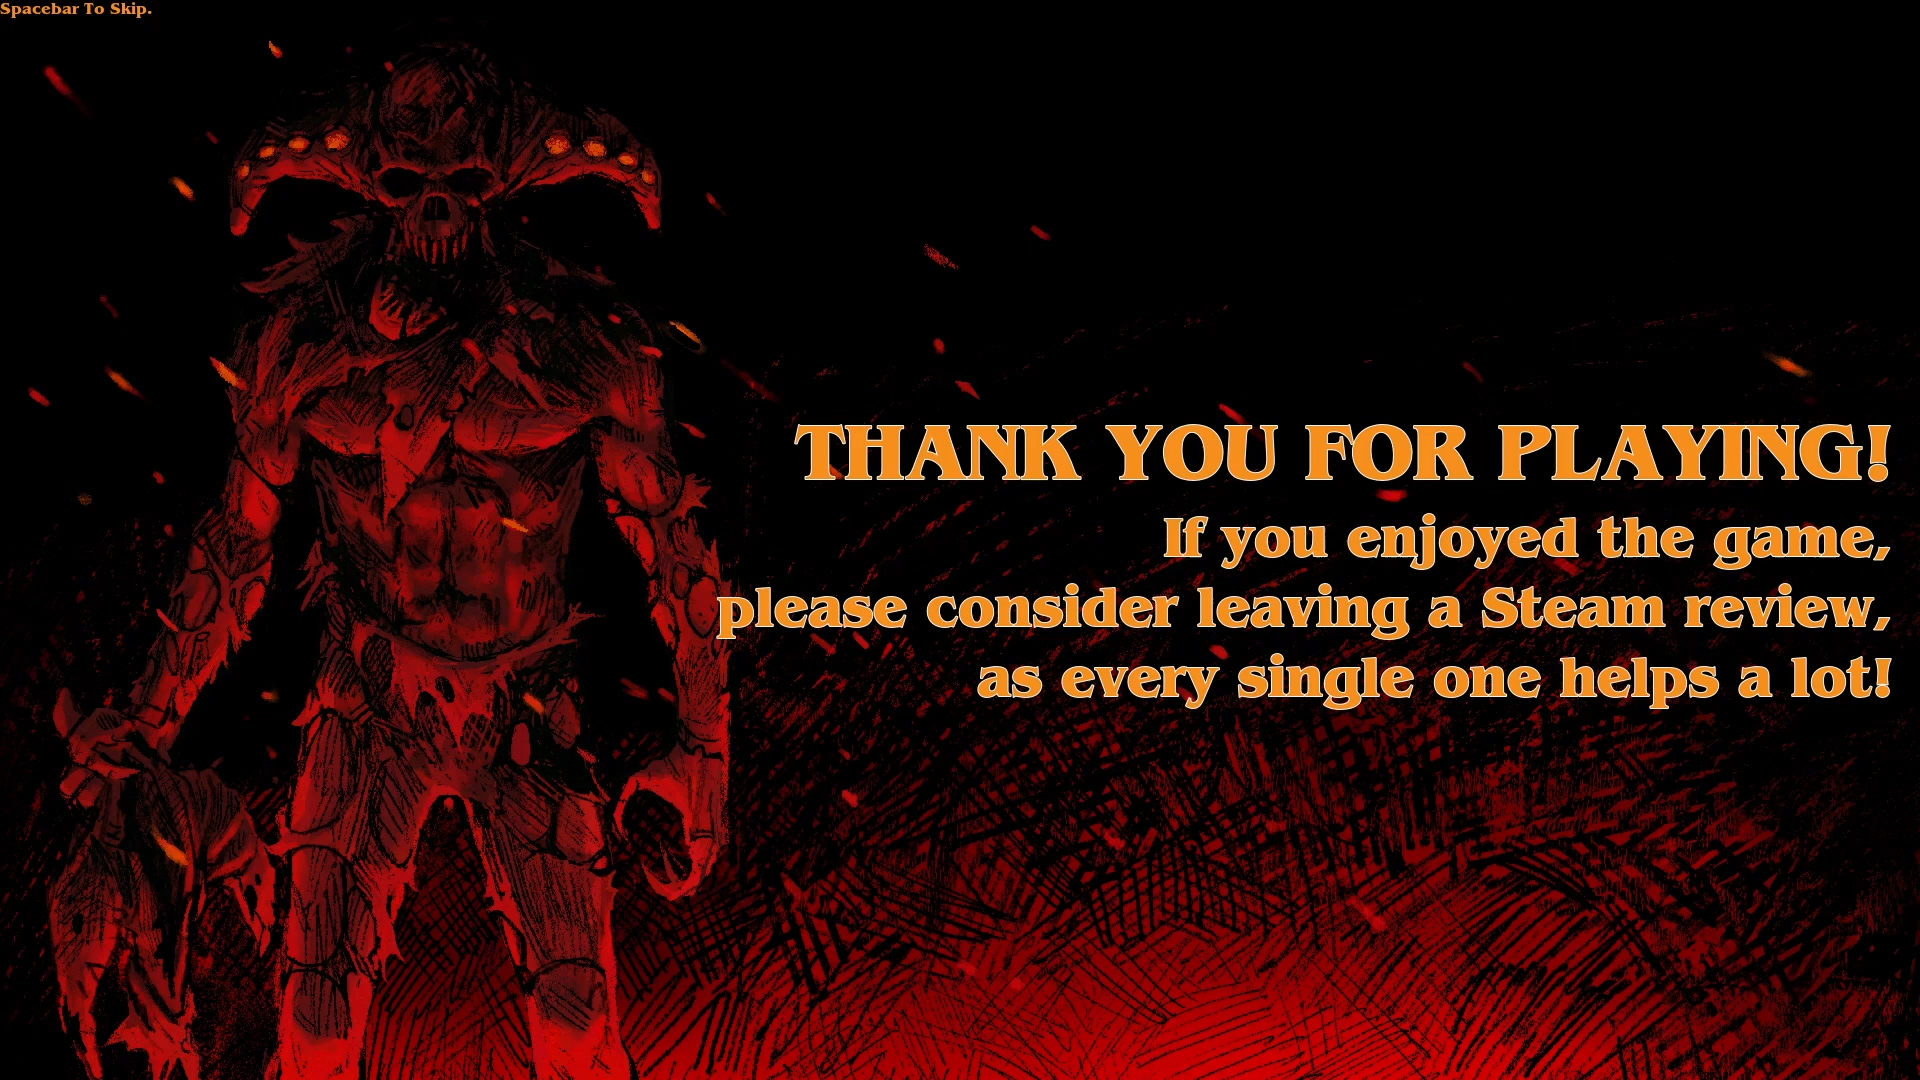 Spacebar To Skip.
THANK YOU FOR PLAYING!
If you enjoyed the game,
please consider leaving a Steam review,
as every single one helps a lot!